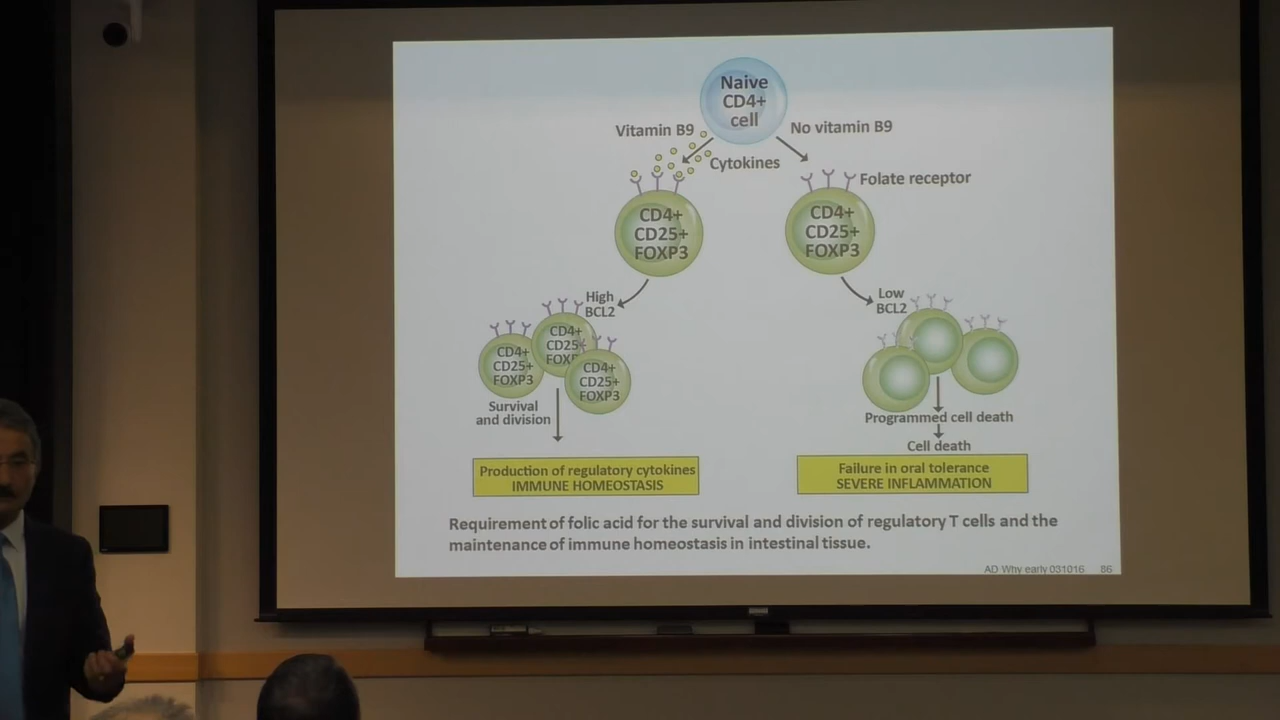 Naive
CD4+
cell
Vitamin B9
No vitamin B9
Cytokines
Folate receptor
CD4+
CD25+
FOXP3
CD4+
CD25+
FOXP3
High
BCL2
Low
BCL2
CD4+
CD25+
FOXP3
CD4+
CD25+
CD4+
CD25+
FOXP3
Survival
and division
Programmed cell death
Cell death
Production of regulatory cytokines
IMMUNE HOMEOSTASIS
Failure in oral tolerance
SEVERE INFLAMMATION
Requirement of folic acid for the survival and division of regulatory T cells and the
maintenance of immune homeostasis in intestinal tissue.
AD Why early 031016 86